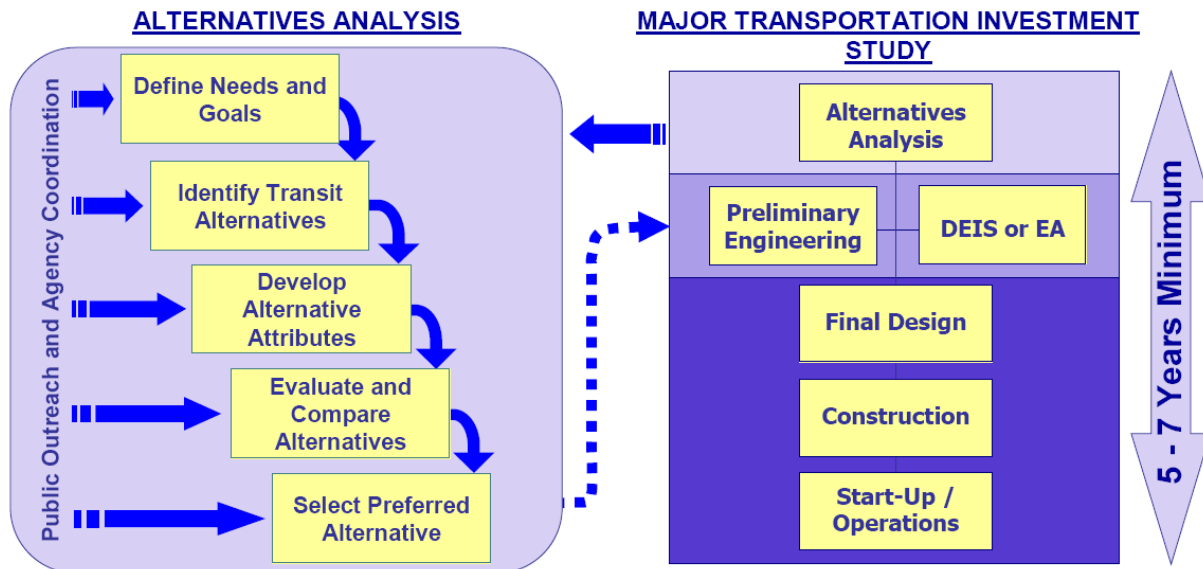 ALTERNATIVES ANALYSIS
Public Outreach and Agency Coordination
Define Needs and
Goals
Identify Transit
Alternatives
Develop
Alternative
Attributes
Evaluate and
Compare
Alternatives
Select Preferred
Alternative
MAJOR TRANSPORTATION INVESTMENT
STUDY
Alternatives
Analysis
Preliminary
Engineering
DEIS or EA
Final Design
Construction
Start-Up /
Operations
5 - 7 Years Minimum